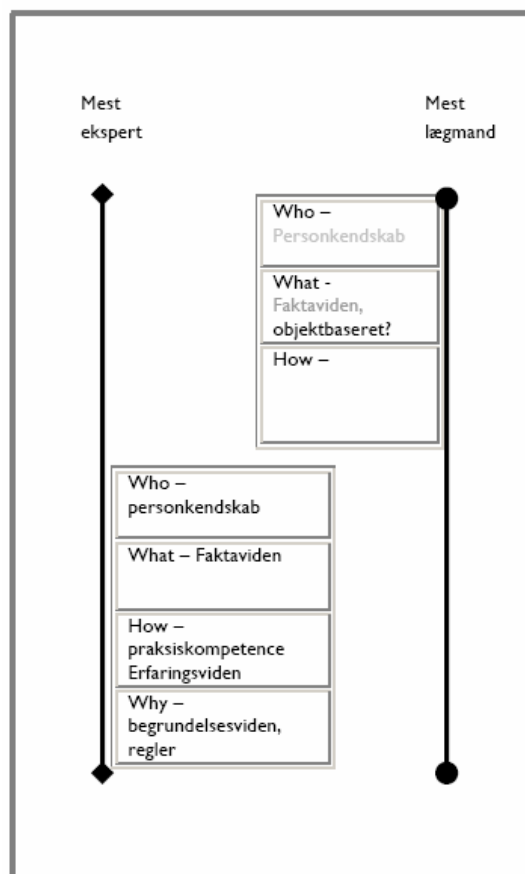 Mest
ekspert
Mest
lægmand
Who –
Personkendskab
What -
Faktaviden,
objektbaseret?
How –
Who –
personkendskab
What – Faktaviden
How –
praksiskompetence
Erfaringsviden
Why –
begrundelsesviden,
regler